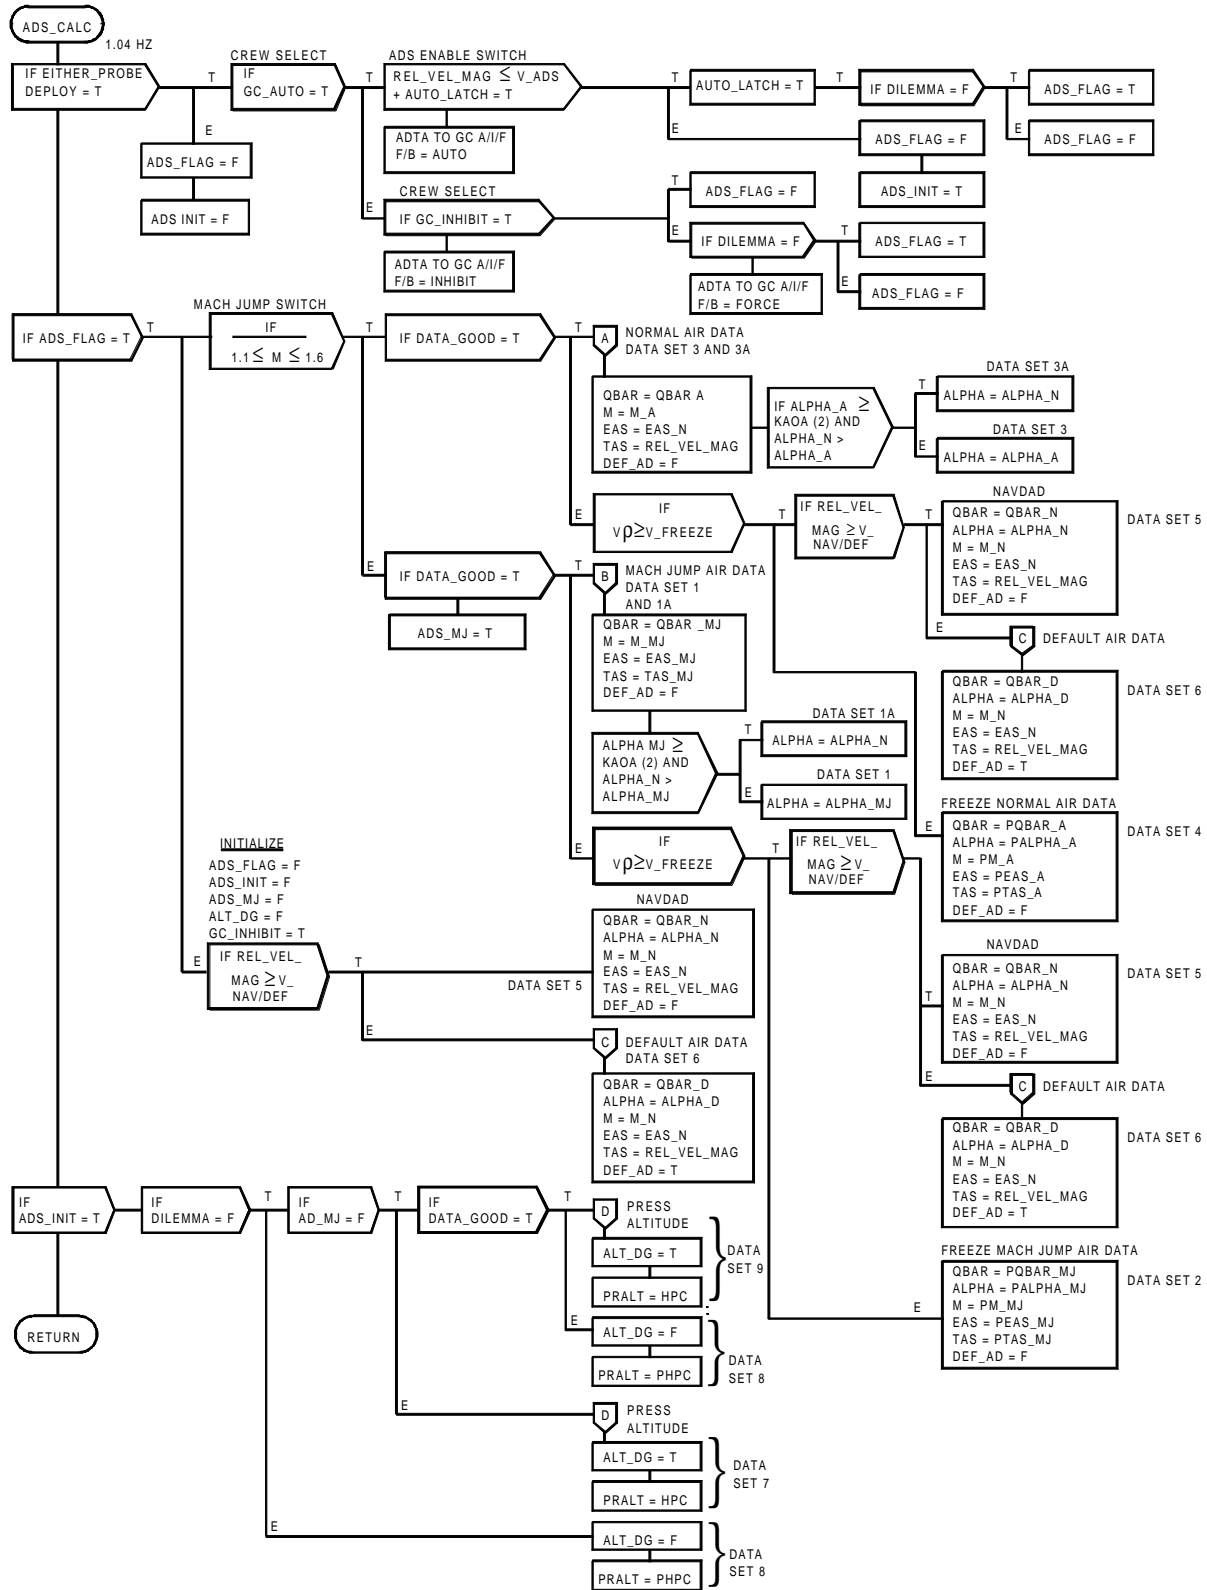 ADS_CALC
1.04 HZ
IF EITHER_PROBE
DEPLOY = T
T
E
ADS_FLAG = F
ADS INIT = F
CREW SELECT
IF
GC_AUTO = T
T
E
ADS ENABLE SWITCH
REL_VEL_MAG ≤ V_ADS
+ AUTO_LATCH = T
ADTA TO GC A/I/F
F/B = AUTO
T
AUTO_LATCH = T
T
IF DILEMMA = F
T
ADS_FLAG = T
E
ADS_FLAG = F
E
ADS_FLAG = F
ADS_INIT = T
CREW SELECT
IF GC_INHIBIT = T
ADTA TO GC A/I/F
F/B = INHIBIT
T
ADS_FLAG = F
E
IF DILEMMA = F
ADTA TO GC A/I/F
F/B = FORCE
T
ADS_FLAG = T
E
ADS_FLAG = F
IF ADS_FLAG = T
T
MACH JUMP SWITCH
IF
1.1 ≤ M ≤ 1.6
T
IF DATA_GOOD = T
T
A
NORMAL AIR DATA
DATA SET 3 AND 3A
QBAR = QBAR A
M = M_A
EAS = EAS_N
TAS = REL_VEL_MAG
DEF_AD = F
IF ALPHA_A ≥
KAOA (2) AND
ALPHA_N >
ALPHA_A
DATA SET 3A
T
ALPHA = ALPHA_N
DATA SET 3
E
ALPHA = ALPHA_A
E
IF
Vρ≥V_FREEZE
T
IF REL_VEL_
MAG ≥ V_
NAV/DEF
T
NAVDAD
QBAR = QBAR_N
ALPHA = ALPHA_N
M = M_N
EAS = EAS_N
TAS = REL_VEL_MAG
DEF_AD = F
DATA SET 5
E
C
DEFAULT AIR DATA
QBAR = QBAR_D
ALPHA = ALPHA_D
M = M_N
EAS = EAS_N
TAS = REL_VEL_MAG
DEF_AD = T
DATA SET 6
E
FREEZE NORMAL AIR DATA
QBAR = PQBAR_A
ALPHA = PALPHA_A
M = PM_A
EAS = PEAS_A
TAS = PTAS_A
DEF_AD = F
DATA SET 4
E
IF DATA_GOOD = T
ADS_MJ = T
T
B
MACH JUMP AIR DATA
DATA SET 1
AND 1A
QBAR = QBAR _MJ
M = M_MJ
EAS = EAS_MJ
TAS = TAS_MJ
DEF_AD = F
ALPHA MJ ≥
KAOA (2) AND
ALPHA_N >
ALPHA_MJ
DATA SET 1A
T
ALPHA = ALPHA_N
DATA SET 1
E
ALPHA = ALPHA_MJ
E
IF
Vρ≥V_FREEZE
T
IF REL_VEL_
MAG ≥ V_
NAV/DEF
NAVDAD
T
QBAR = QBAR_N
ALPHA = ALPHA_N
M = M_N
EAS = EAS_N
TAS = REL_VEL_MAG
DEF_AD = F
DATA SET 5
E
C
DEFAULT AIR DATA
QBAR = QBAR_D
ALPHA = ALPHA_D
M = M_N
EAS = EAS_N
TAS = REL_VEL_MAG
DEF_AD = T
DATA SET 6
FREEZE MACH JUMP AIR DATA
E
QBAR = PQBAR_MJ
ALPHA = PALPHA_MJ
M = PM_MJ
EAS = PEAS_MJ
TAS = PTAS_MJ
DEF_AD = F
DATA SET 2
INITIALIZE
ADS_FLAG = F
ADS_INIT = F
ADS_MJ = F
ALT_DG = F
GC_INHIBIT = T
E
IF REL_VEL_
MAG ≥ V_
NAV/DEF
T
DATA SET 5
NAVDAD
QBAR = QBAR_N
ALPHA = ALPHA_N
M = M_N
EAS = EAS_N
TAS = REL_VEL_MAG
DEF_AD = F
E
C
DEFAULT AIR DATA
DATA SET 6
QBAR = QBAR_D
ALPHA = ALPHA_D
M = M_N
EAS = EAS_N
TAS = REL_VEL_MAG
DEF_AD = T
IF
ADS_INIT = T
IF
DILEMMA = F
T
IF
AD_MJ = F
T
IF
DATA_GOOD = T
T
D
PRESS
ALTITUDE
ALT_DG = T
PRALT = HPC
DATA
SET 9
E
ALT_DG = F
PRALT = PHPC
DATA
SET 8
E
D
PRESS
ALTITUDE
ALT_DG = T
PRALT = HPC
DATA
SET 7
E
ALT_DG = F
PRALT = PHPC
DATA
SET 8
RETURN